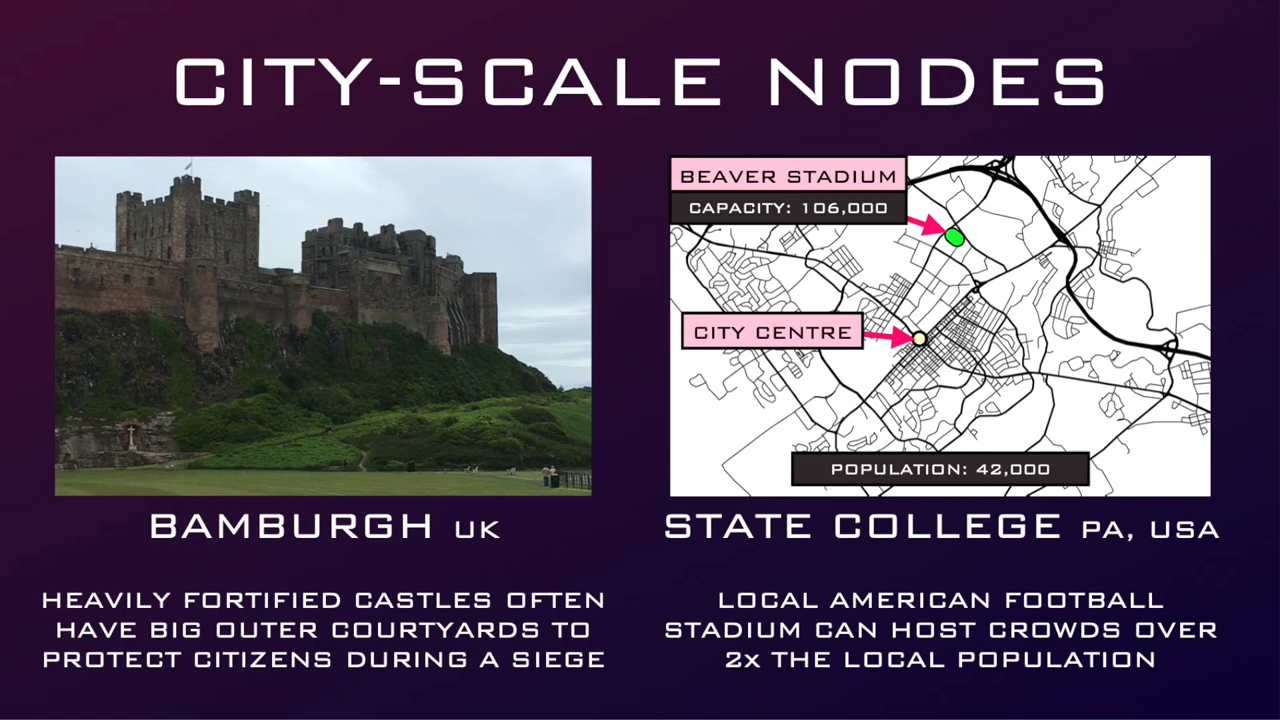 CITY-SCALE NODES
BEAVER STADIUM
CAPACITY: 106,000
CITY CENTRE
POPULATION: 42,000
BAMBURGH UK
HEAVILY FORTIFIED CASTLES OFTEN
HAVE BIG OUTER COURTYARDS TO
PROTECT CITIZENS DURING A SIEGE
STATE COLLEGE PA, USA
LOCAL AMERICAN FOOTBALL
STADIUM CAN HOST CROWDS OVER
2x THE LOCAL POPULATION